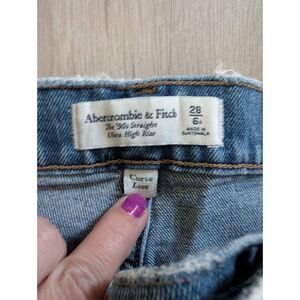 Abercrombie & Fitch
The '90s Straight
Ultra High Rise
28
6S
MADE IN
GUATEMALA
Curve
Love